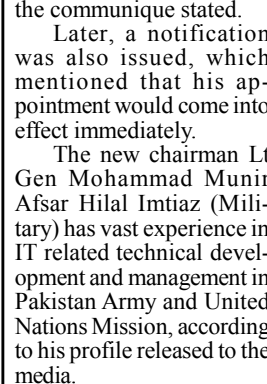 the communique stated.
Later, a notification
was also issued, which
mentioned that his ap-
pointment would come into
effect immediately.
The new chairman Lt
Gen Mohammad Munir
Afsar Hilal Imtiaz (Mili-
tary) has vast experience in
IT related technical devel-
opment and management in
Pakistan Army and United
Nations Mission, according
to his profile released to the
media.